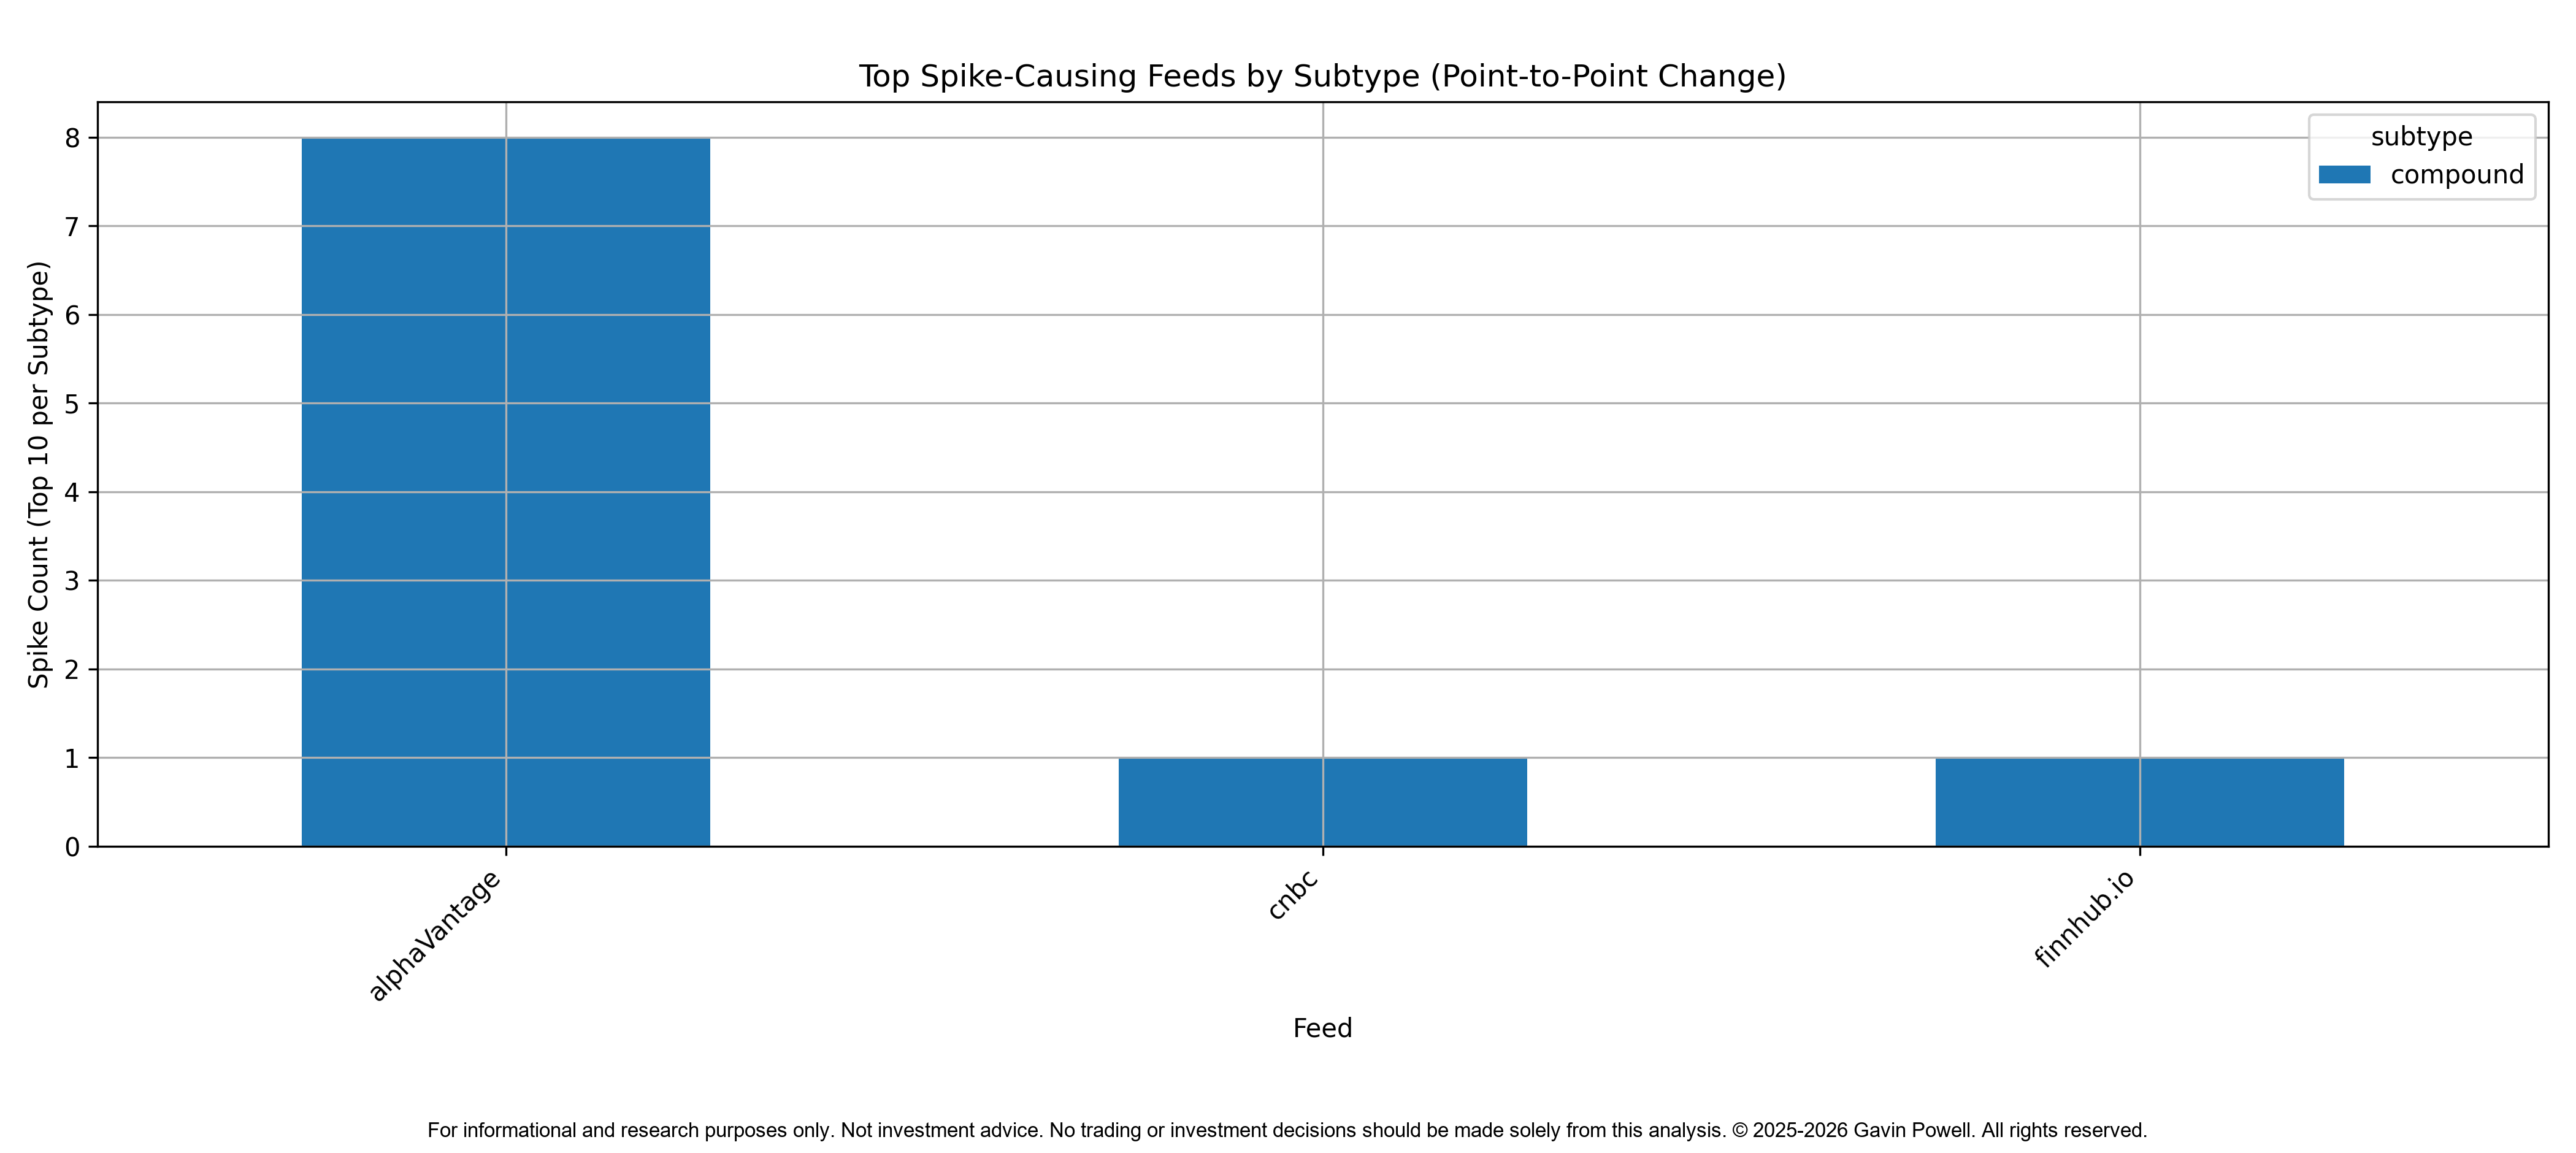 Top Spike-Causing Feeds by Subtype (Point-to-Point Change)
subtype
compound
Spike Count (Top 10 per Subtype)
8
7
6
5
4
3
2
1
0
alphaVantage
cnbc
finnhub.io
Feed
For informational and research purposes only. Not investment advice. No trading or investment decisions should be made solely from this analysis. © 2025-2026 Gavin Powell. All rights reserved.